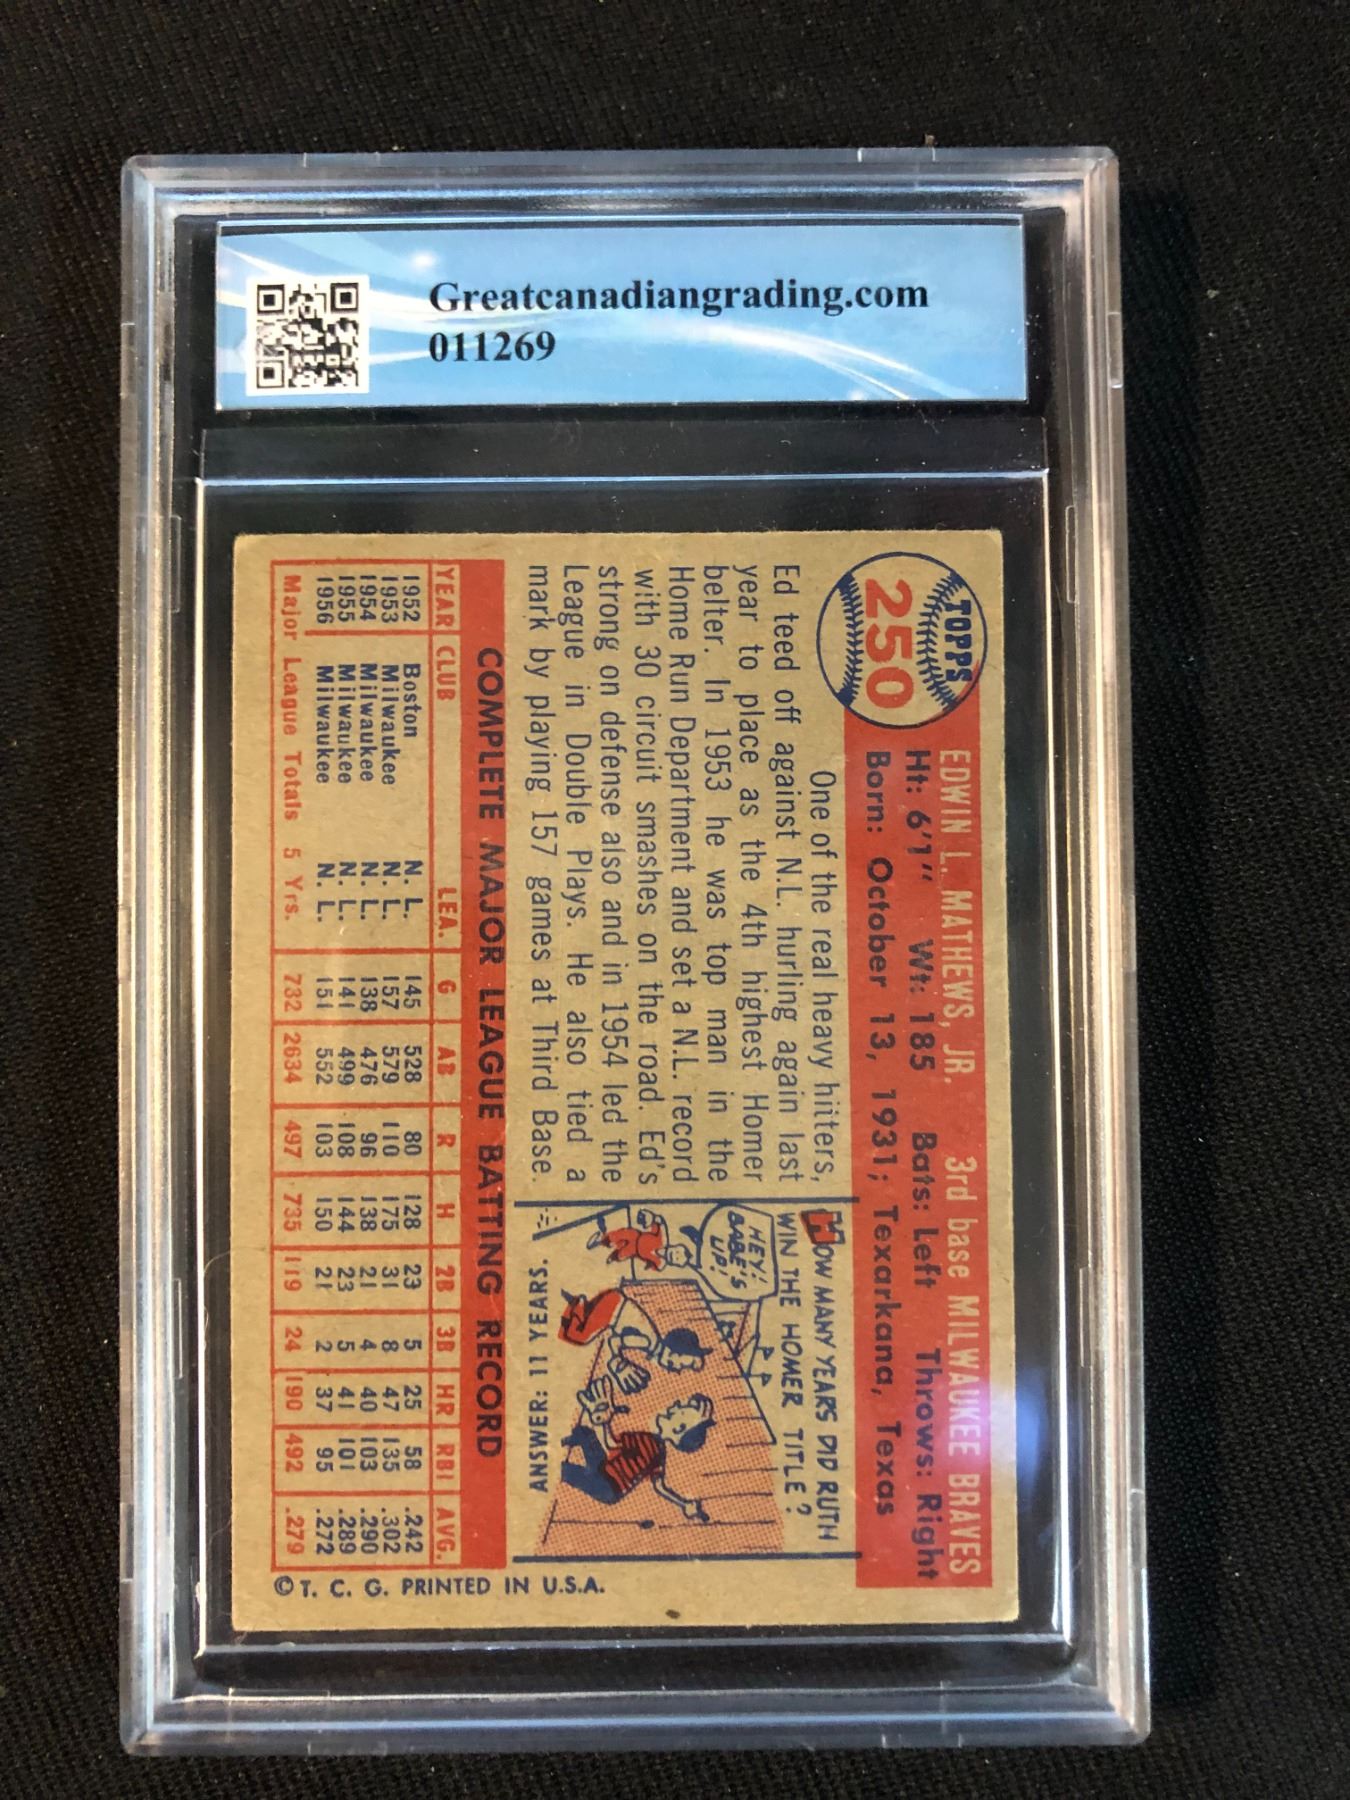 Greatcanadiangrading.com
011269
TOPPS
250
EDWIN L. MATHEWS, JR. 3rd base MILWAUKEE BRAVES
Ht: 6'1" Wt: 185 Bats: Left Throws: Right
Born: October 13, 1931; Texarkana, Texas
One of the real heavy hitters,
Ed teed off against N.L. hurling again last
year to place as the 4th highest Homer
belter. In 1953 he was top man in the
Home Run Department and set a N.L. record
with 30 circuit smashes on the road. Ed's
strong on defense also and in 1954 led the
League in Double Plays. He also tied a
mark by playing 157 games at Third Base.
HOW MANY YEARS DID RUTH
WIN THE HOMER TITLE?
HEY!
BABE'S
UP!
ANSWER: 11 YEARS.
COMPLETE MAJOR LEAGUE BATTING RECORD
YEAR CLUB LEA. G AB R H 2B 3B HR RBI AVG.
1952 Boston N. L. 145 528 80 128 23 5 25 58 .242
1953 Milwaukee N. L. 157 579 110 175 31 8 47 135 .302
1954 Milwaukee N. L. 138 476 96 138 21 4 40 103 .290
1955 Milwaukee N. L. 141 499 108 144 23 5 41 101 .289
1956 Milwaukee N. L. 151 552 103 150 21 2 37 95 .272
Major League Totals 5 Yrs. 732 2634 497 735 119 24 190 492 .279
© T. C. G. PRINTED IN U.S.A.